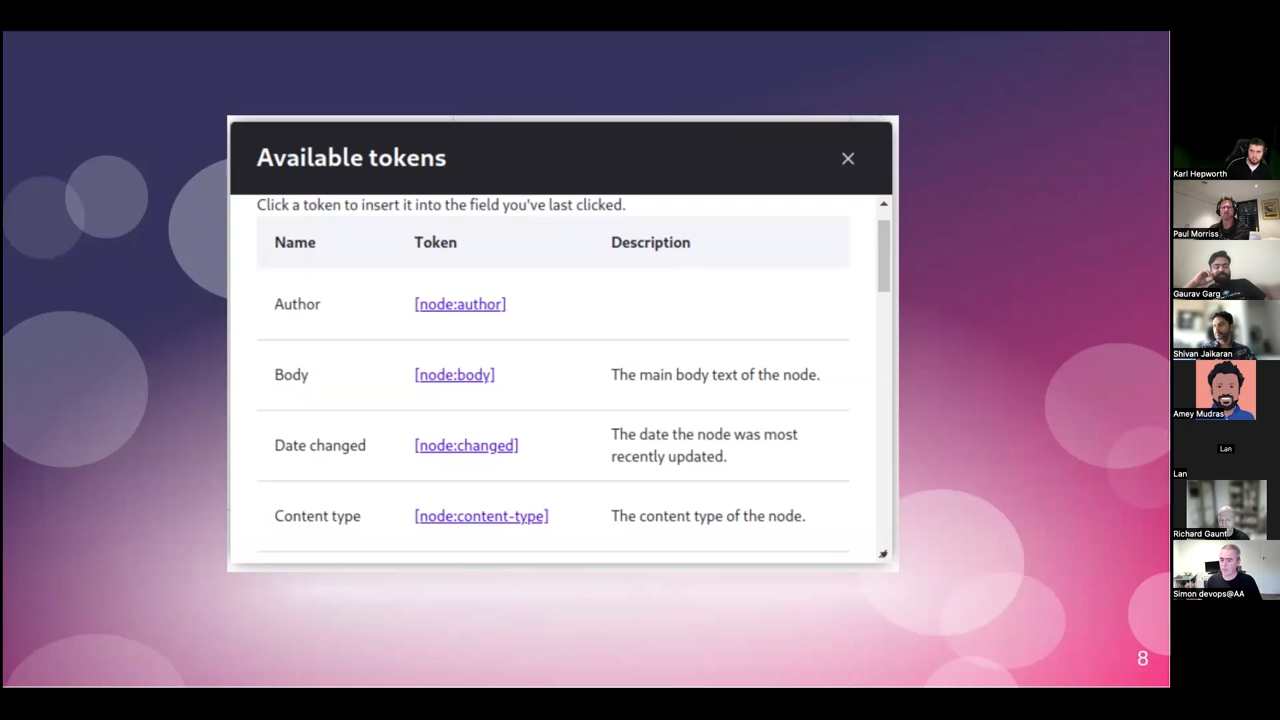 Available tokens
Click a token to insert it into the field you've last clicked.
Name Token Description
Author [node:author]
Body [node:body] The main body text of the node.
Date changed [node:changed] The date the node was most
recently updated.
Content type [node:content-type] The content type of the node.
8
Karl Hepworth
Paul Morriss
Gaurav Garg
Shivan Jaikaran
Amey Mudras
Lan
Lan
Richard Gaunt
Simon devops@AA